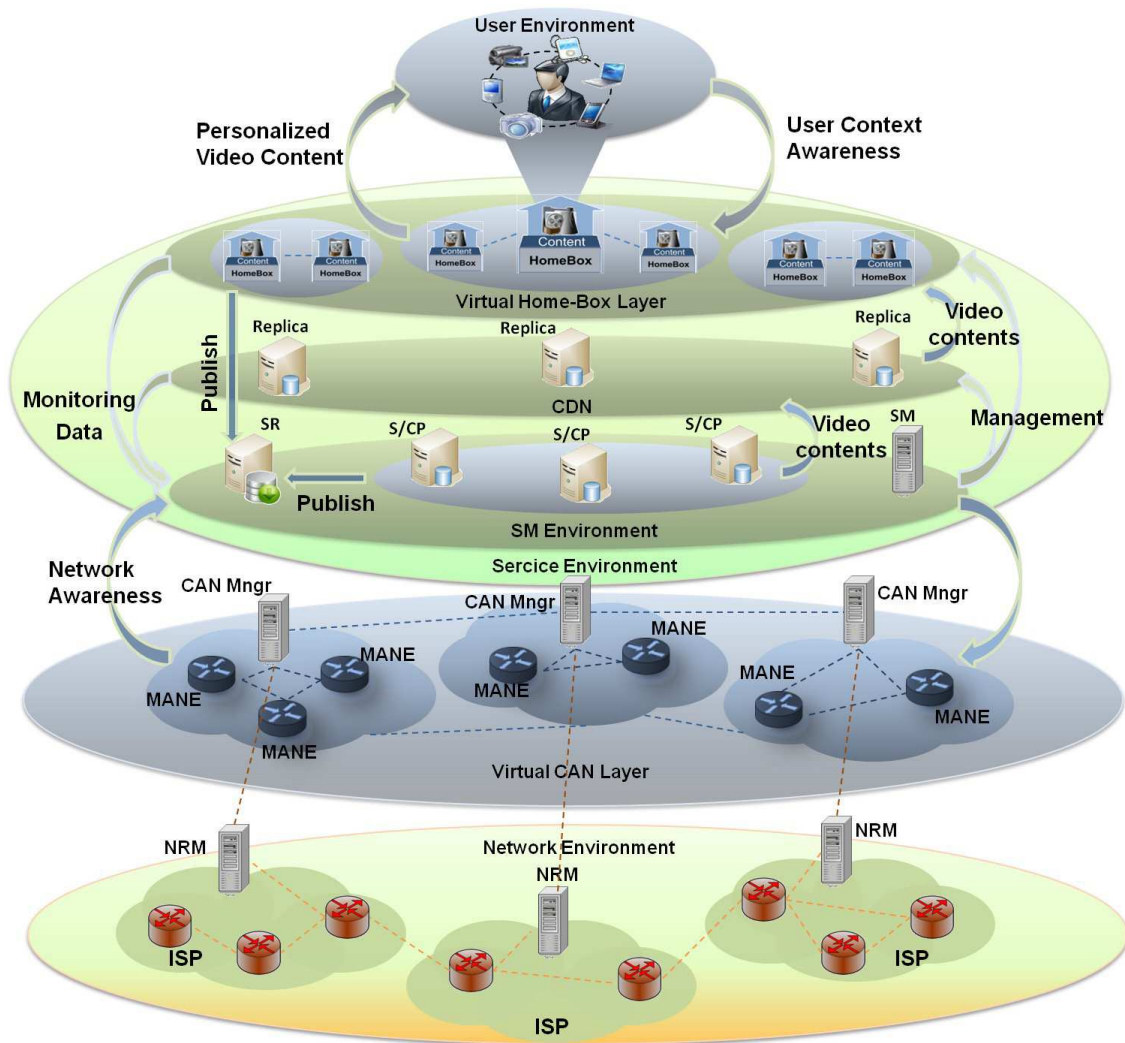 User Environment
Personalized
Video Content
User Context
Awareness
Content
HomeBox
Content
HomeBox
Content
HomeBox
Content
HomeBox
Content
HomeBox
Content
HomeBox
Content
HomeBox
Virtual Home-Box Layer
Video
contents
Replica
Replica
Replica
Publish
CDN
Monitoring
Data
Management
SR
S/CP
S/CP
S/CP
Video
contents
SM
Publish
SM Environment
Sercice Environment
Network
Awareness
CAN Mngr
CAN Mngr
CAN Mngr
MANE
MANE
MANE
MANE
MANE
MANE
MANE
Virtual CAN Layer
NRM
NRM
Network Environment
NRM
ISP
ISP
ISP